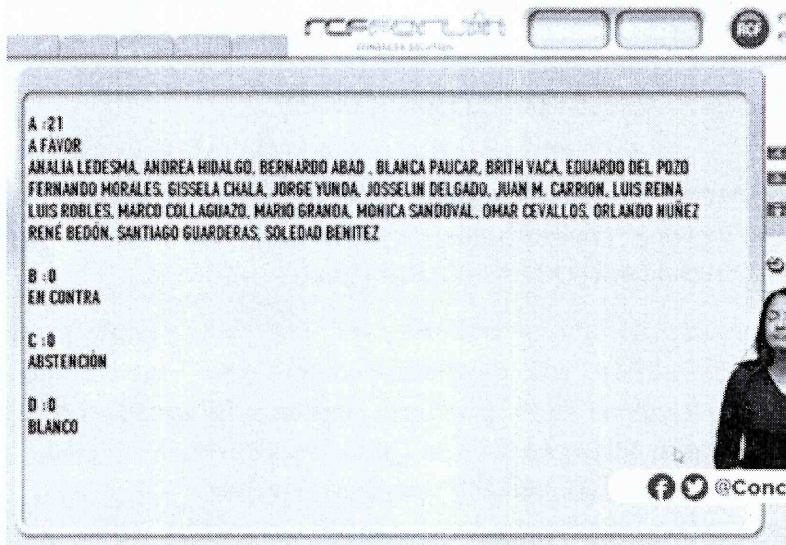 rcfforum
RCF
A :21
A FAVOR
ANALIA LEDESMA, ANDREA HIDALGO, BERNARDO ABAD , BLANCA PAUCAR, BRITH VACA, EDUARDO DEL POZO
FERNANDO MORALES, GISSELA CHALA, JORGE YUNDA, JOSSELIN DELGADO, JUAN M. CARRION, LUIS REINA
LUIS ROBLES, MARCO COLLAGUAZO, MARIO GRANDA, MONICA SANDOVAL, OMAR CEVALLOS, ORLANDO NUÑEZ
RENÉ BEDÓN, SANTIAGO GUARDERAS, SOLEDAD BENITEZ
B :0
EN CONTRA
C :0
ABSTENCIÓN
D :0
BLANCO
@Conc